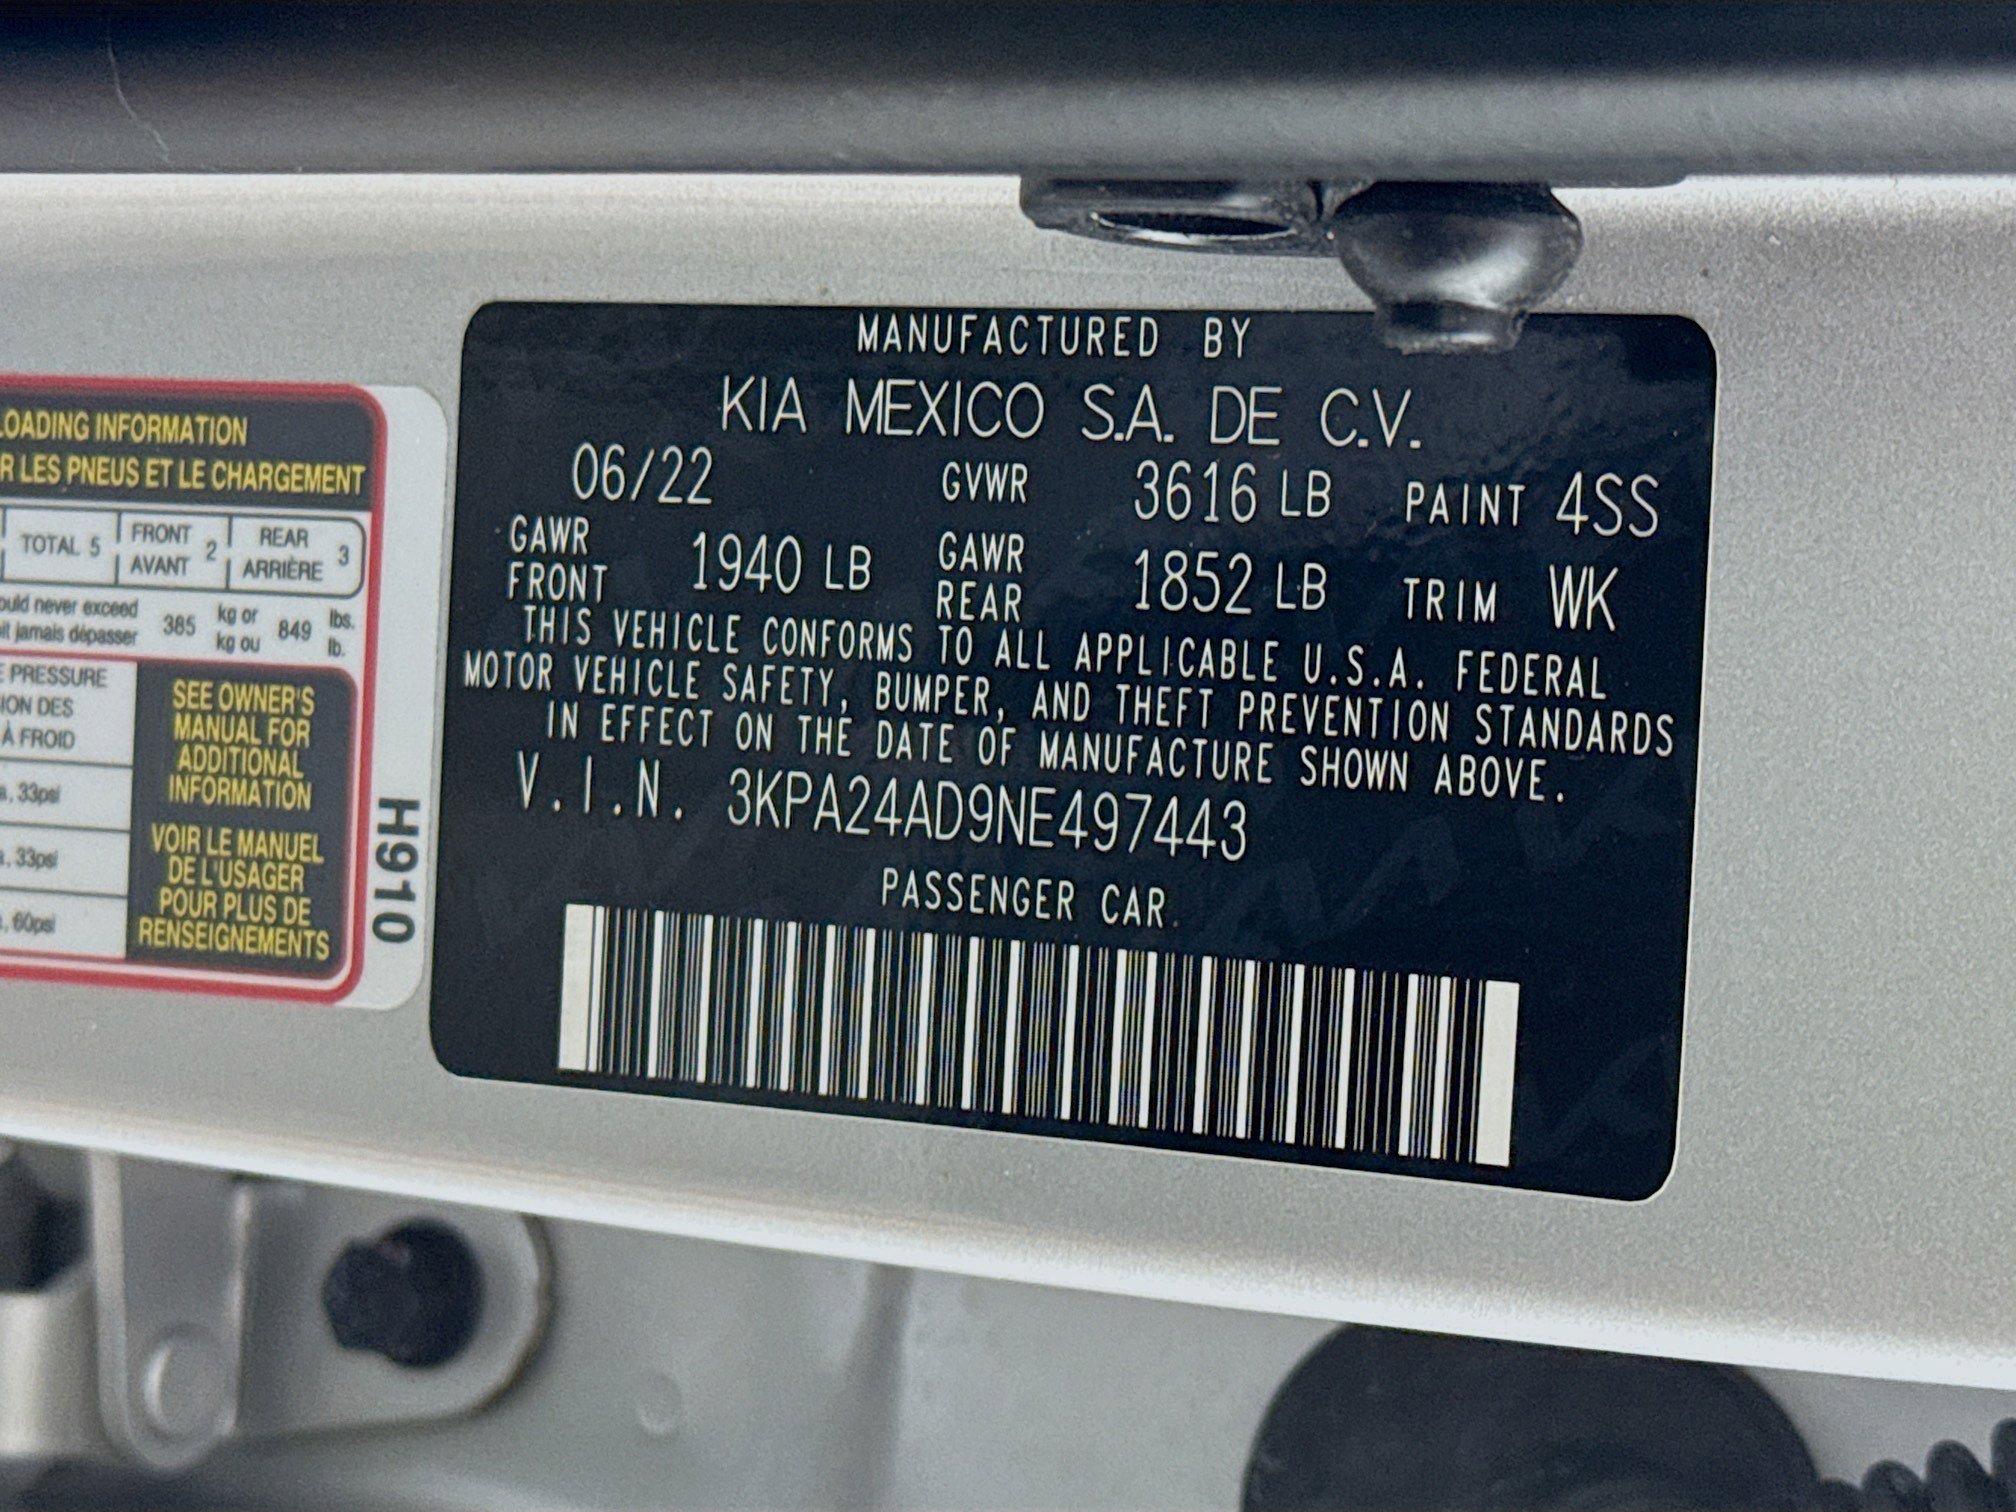 MANUFACTURED BY
KIA MEXICO S.A. DE C.V.
06/22 GVWR 3616 LB PAINT 4SS
GAWR FRONT 1940 LB GAWR REAR 1852 LB TRIM WK
THIS VEHICLE CONFORMS TO ALL APPLICABLE U.S.A. FEDERAL
MOTOR VEHICLE SAFETY, BUMPER, AND THEFT PREVENTION STANDARDS
IN EFFECT ON THE DATE OF MANUFACTURE SHOWN ABOVE.
V.I.N. 3KPA24AD9NE497443
PASSENGER CAR
LOADING INFORMATION
LES PNEUS ET LE CHARGEMENT
TOTAL 5 FRONT AVANT 2 REAR ARRIÈRE 3
never exceed 385 kg or 849 lbs.
jamais dépasser kg ou lb.
PRESSURE
DES
À FROID
33psi
33psi
60psi
SEE OWNER'S
MANUAL FOR
ADDITIONAL
INFORMATION
VOIR LE MANUEL
DE L'USAGER
POUR PLUS DE
RENSEIGNEMENTS
H910